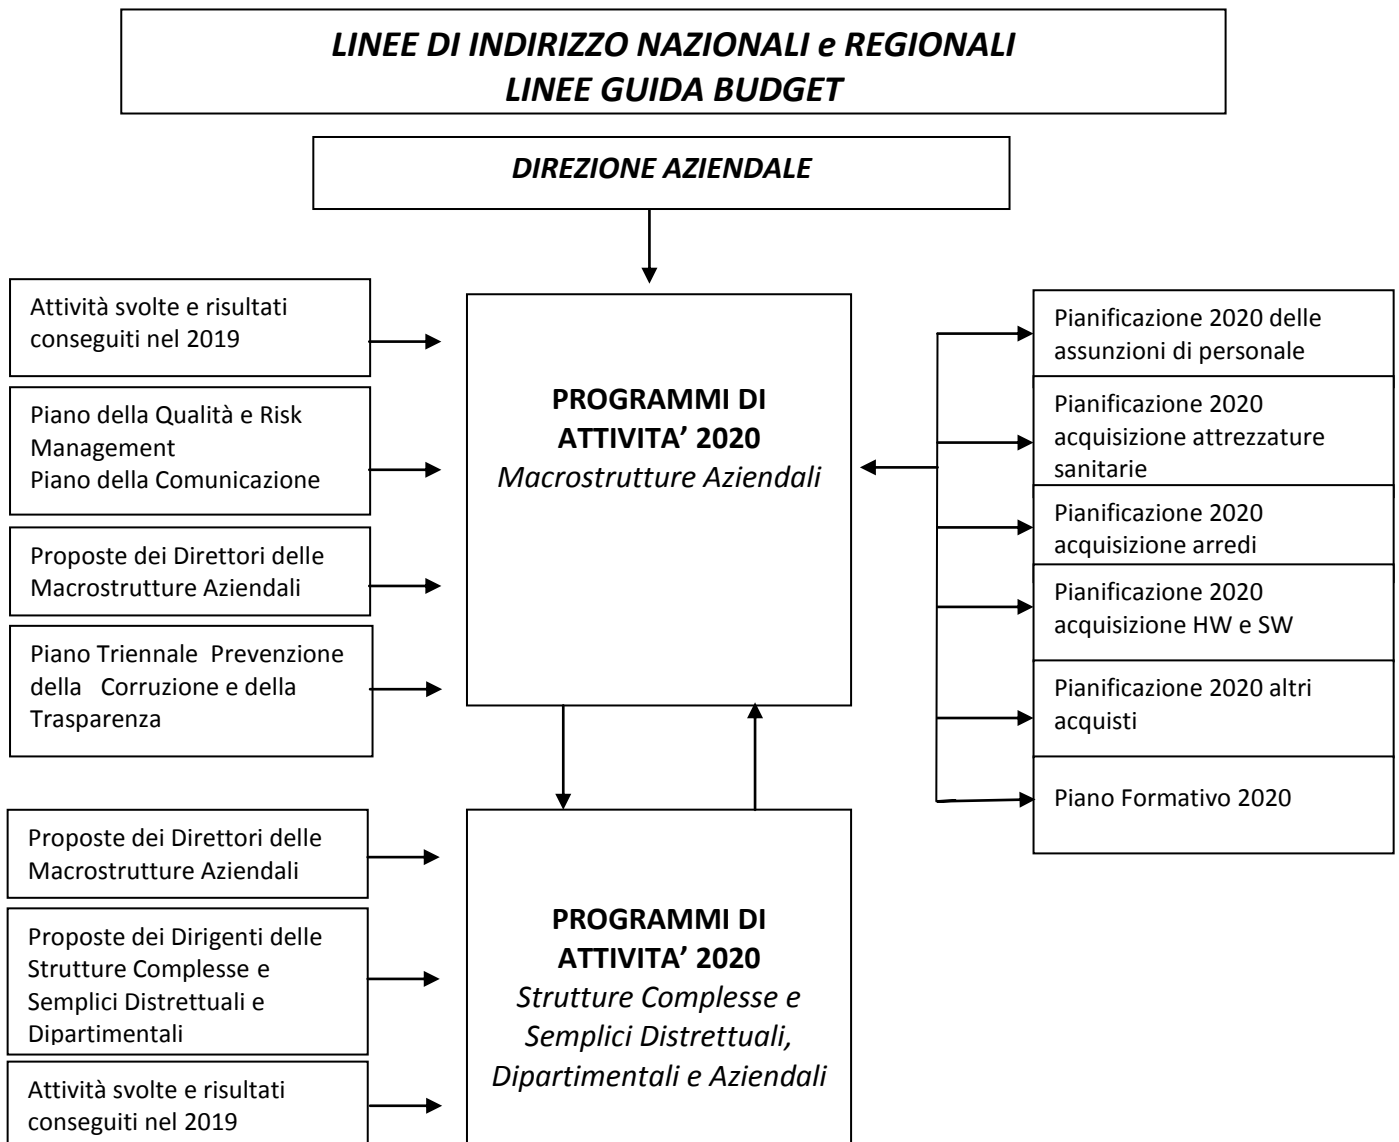 LINEE DI INDIRIZZO NAZIONALI e REGIONALI
LINEE GUIDA BUDGET
DIREZIONE AZIENDALE
Attività svolte e risultati
conseguiti nel 2019
Piano della Qualità e Risk
Management
Piano della Comunicazione
Proposte dei Direttori delle
Macrostrutture Aziendali
Piano Triennale Prevenzione
della Corruzione e della
Trasparenza
PROGRAMMI DI
ATTIVITA’ 2020
Macrostrutture Aziendali
Pianificazione 2020 delle
assunzioni di personale
Pianificazione 2020
acquisizione attrezzature
sanitarie
Pianificazione 2020
acquisizione arredi
Pianificazione 2020
acquisizione HW e SW
Pianificazione 2020 altri
acquisti
Piano Formativo 2020
Proposte dei Direttori delle
Macrostrutture Aziendali
Proposte dei Dirigenti delle
Strutture Complesse e
Semplici Distrettuali e
Dipartimentali
Attività svolte e risultati
conseguiti nel 2019
PROGRAMMI DI
ATTIVITA’ 2020
Strutture Complesse e
Semplici Distrettuali,
Dipartimentali e Aziendali